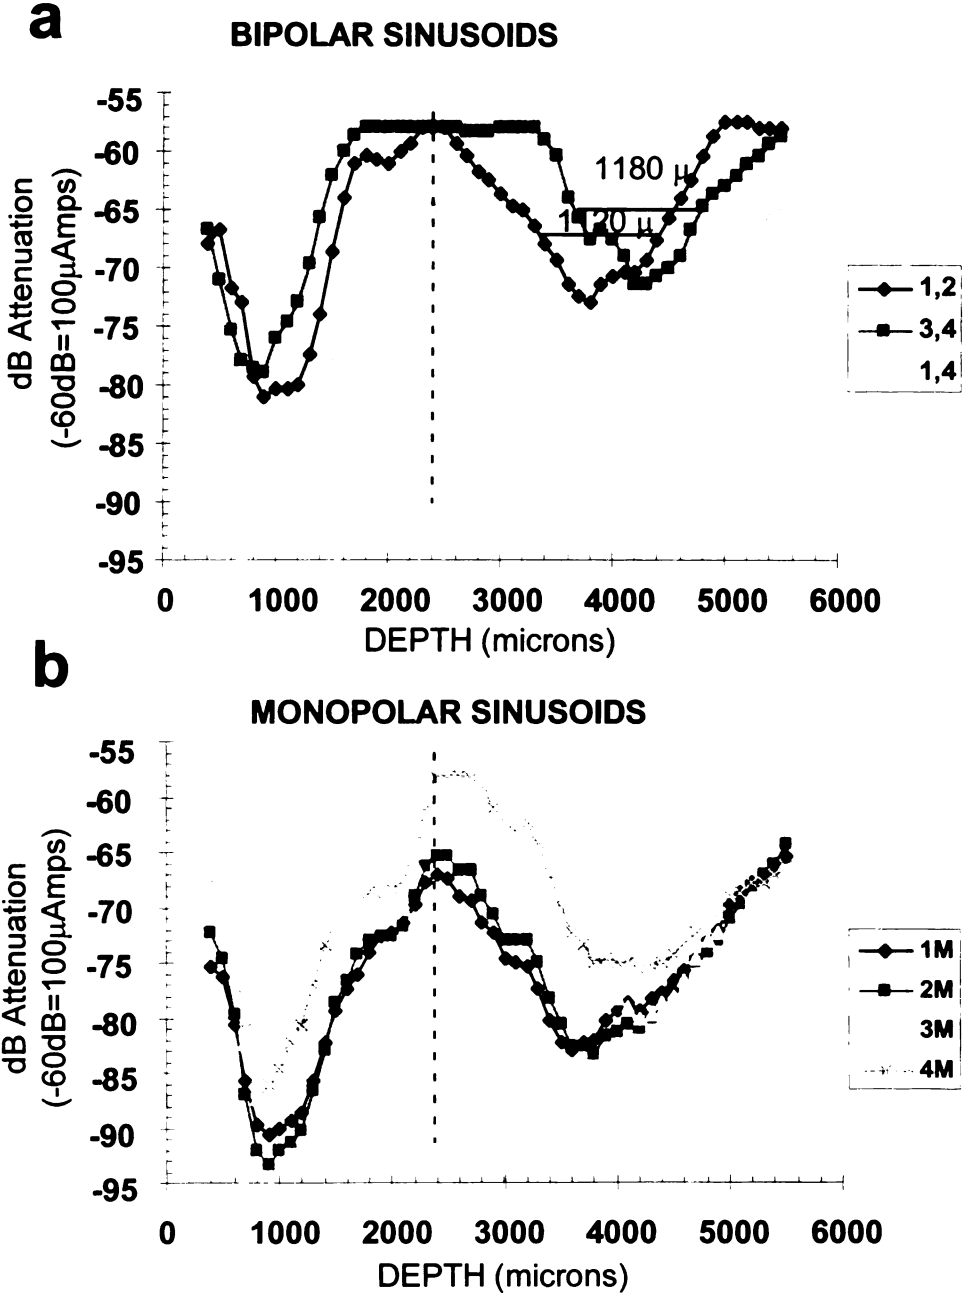 a
BIPOLAR SINUSOIDS
-55
-60
-65
-70
-75
-80
-85
-90
-95
dB Attenuation
(-60dB=100μAmps)
1180 μ
20 μ
1,2
3,4
1,4
0 1000 2000 3000 4000 5000 6000
DEPTH (microns)
b
MONOPOLAR SINUSOIDS
-55
-60
-65
-70
-75
-80
-85
-90
-95
dB Attenuation
(-60dB=100μAmps)
1M
2M
3M
4M
0 1000 2000 3000 4000 5000 6000
DEPTH (microns)